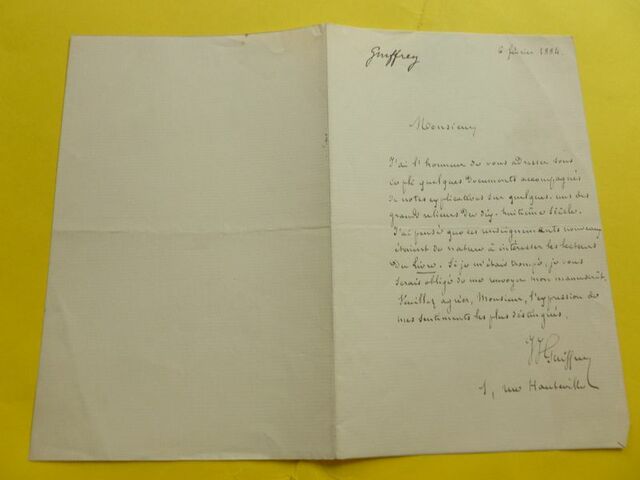 Guiffrey
6 février 1884.
Monsieur,
J'ai l'honneur de vous adresser sous
ce pli quelques documents accompagnés
de notes explicatives sur quelques-uns des
grands relieurs du dix-huitième siècle.
J'ai pensé que ces renseignements nouveaux
étaient de nature à intéresser les lecteurs
du Livre. Si je m'étais trompé, je vous
serais obligé de me renvoyer mon manuscrit.
Veuillez agréer, Monsieur, l'expression de
mes sentiments les plus distingués.
JJ Guiffrey
1, rue Hauteville